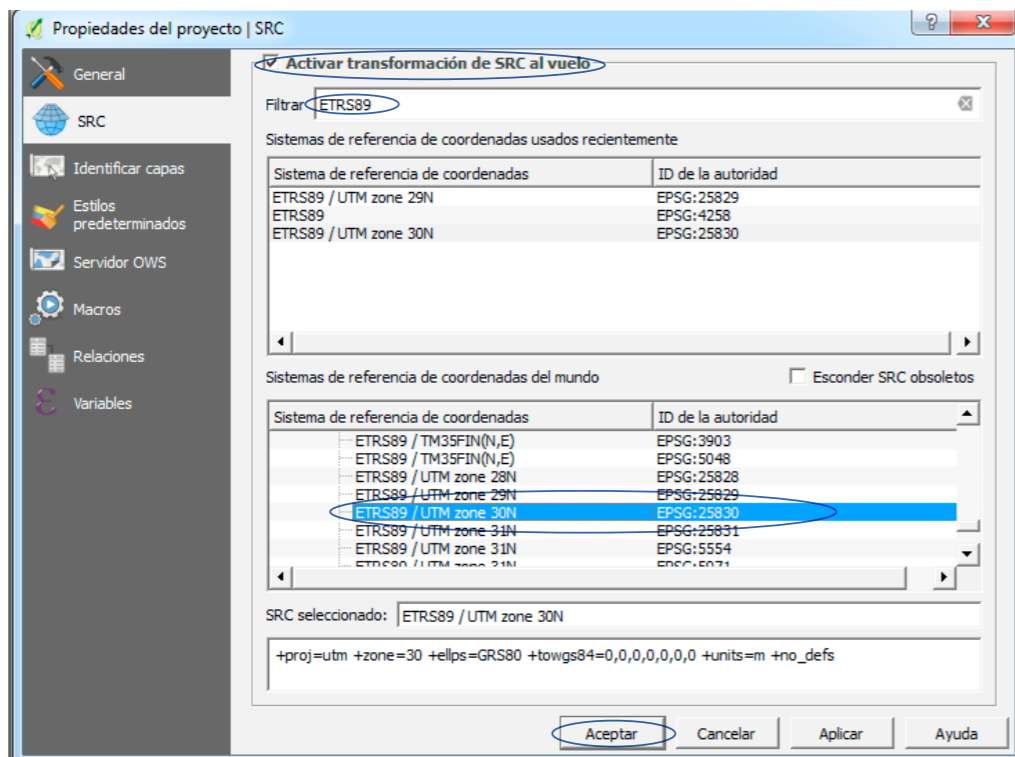 Propiedades del proyecto | SRC
General
SRC
Identificar capas
Estilos
predeterminados
Servidor OWS
Macros
Relaciones
Variables
Activar transformación de SRC al vuelo
Filtrar ETRS89
Sistemas de referencia de coordenadas usados recientemente
Sistema de referencia de coordenadas ID de la autoridad
ETRS89 / UTM zone 29N EPSG:25829
ETRS89 EPSG:4258
ETRS89 / UTM zone 30N EPSG:25830
Sistemas de referencia de coordenadas del mundo Esconder SRC obsoletos
Sistema de referencia de coordenadas ID de la autoridad
ETRS89 / TM35FIN(N,E) EPSG:3903
ETRS89 / TM35FIN(N,E) EPSG:5048
ETRS89 / UTM zone 28N EPSG:25828
ETRS89 / UTM zone 29N EPSG:25829
ETRS89 / UTM zone 30N EPSG:25830
ETRS89 / UTM zone 31N EPSG:25831
ETRS89 / UTM zone 31N EPSG:5554
ETRS89 / UTM zone 31N EPSG:5971
SRC seleccionado: ETRS89 / UTM zone 30N
+proj=utm +zone=30 +ellps=GRS80 +towgs84=0,0,0,0,0,0,0 +units=m +no_defs
Aceptar Cancelar Aplicar Ayuda